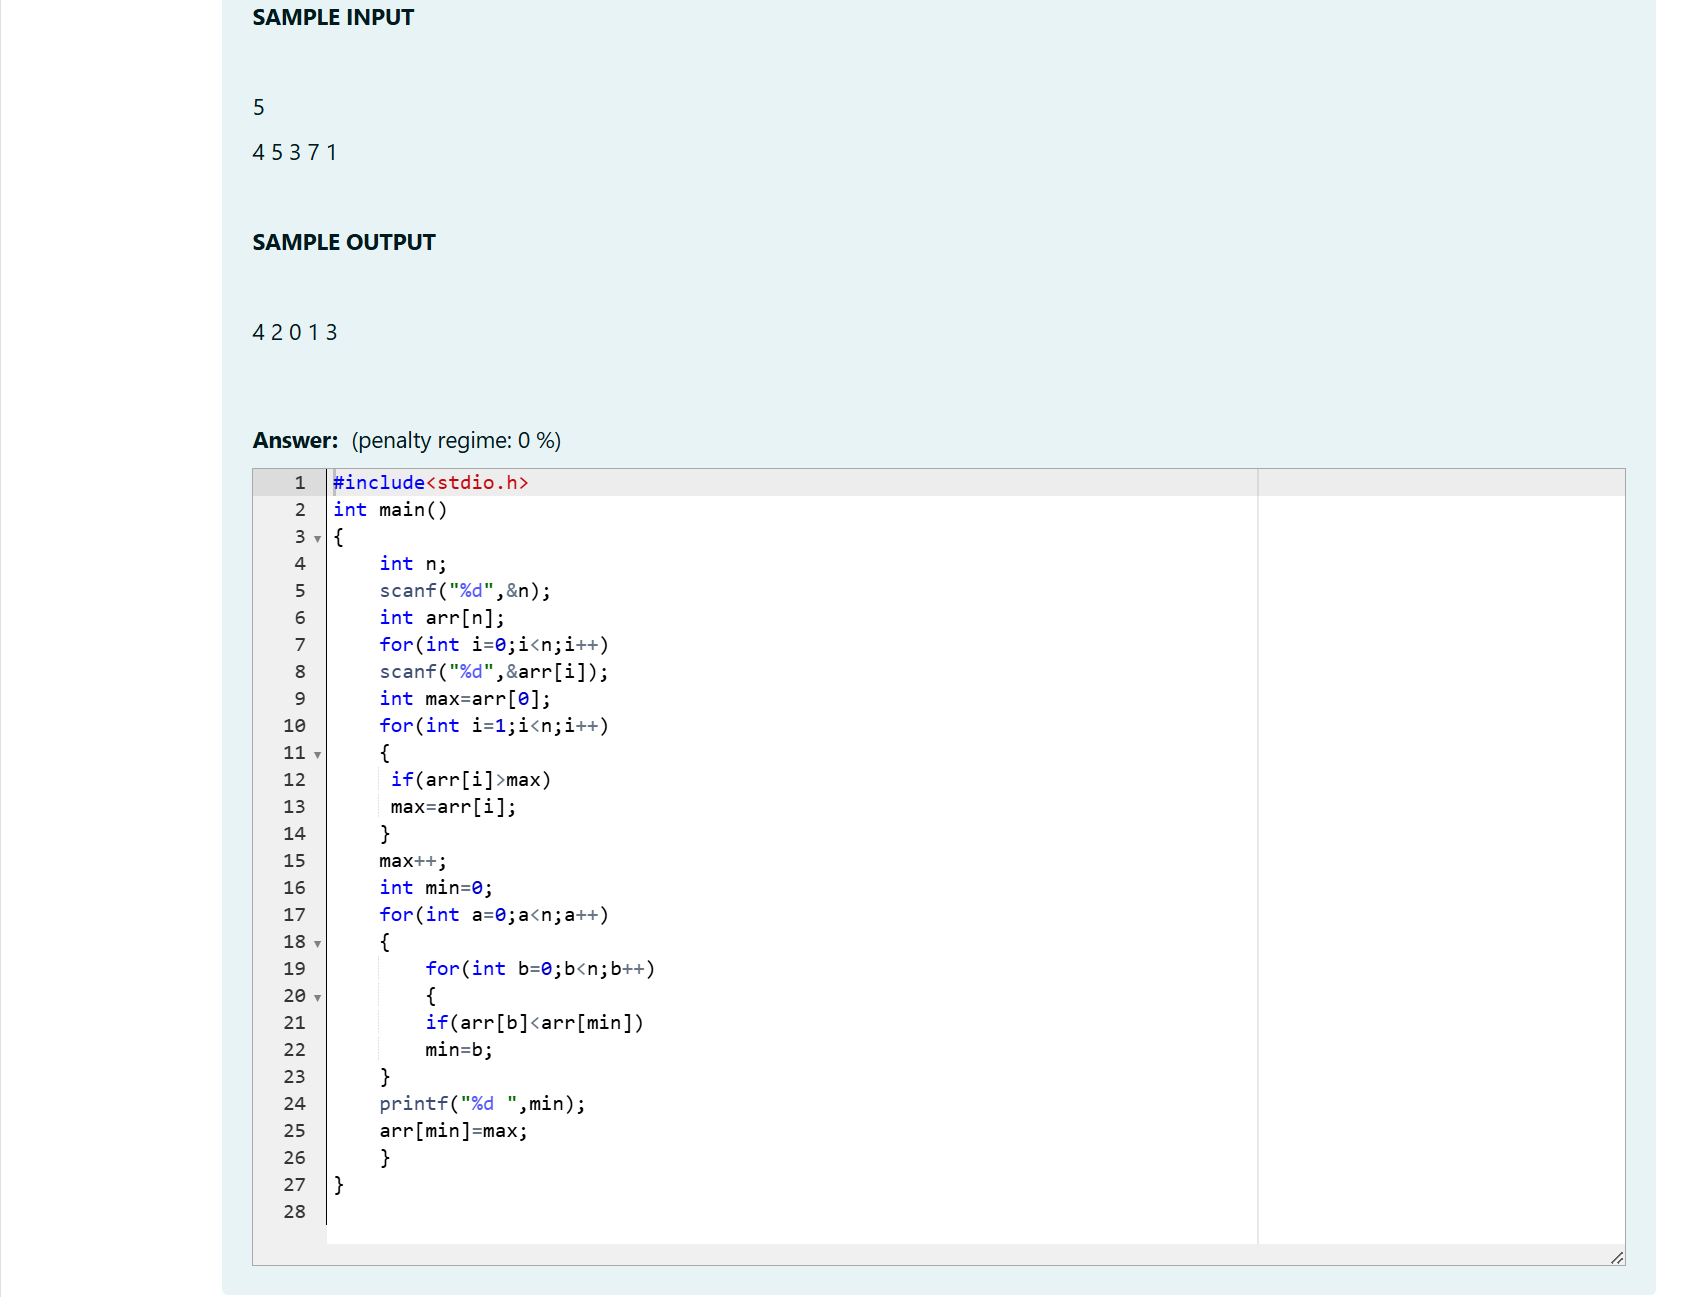 SAMPLE INPUT
5
4 5 3 7 1
SAMPLE OUTPUT
4 2 0 1 3
Answer: (penalty regime: 0 %)
1 #include<stdio.h>
2 int main()
3 {
4     int n;
5     scanf("%d",&n);
6     int arr[n];
7     for(int i=0;i<n;i++)
8     scanf("%d",&arr[i]);
9     int max=arr[0];
10     for(int i=1;i<n;i++)
11     {
12      if(arr[i]>max)
13      max=arr[i];
14     }
15     max++;
16     int min=0;
17     for(int a=0;a<n;a++)
18     {
19         for(int b=0;b<n;b++)
20         {
21         if(arr[b]<arr[min])
22         min=b;
23     }
24     printf("%d ",min);
25     arr[min]=max;
26     }
27 }
28